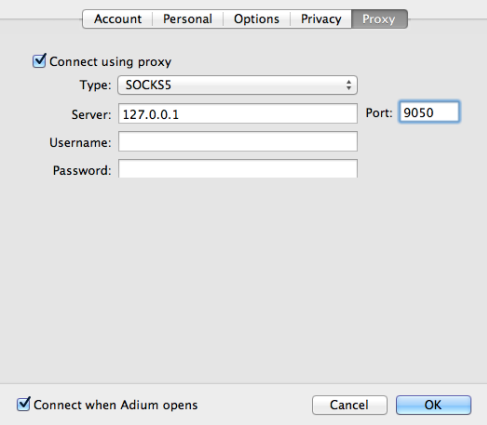 Account Personal Options Privacy Proxy
Connect using proxy
Type: SOCKS5
Server: 127.0.0.1 Port: 9050
Username:
Password:
Connect when Adium opens Cancel OK